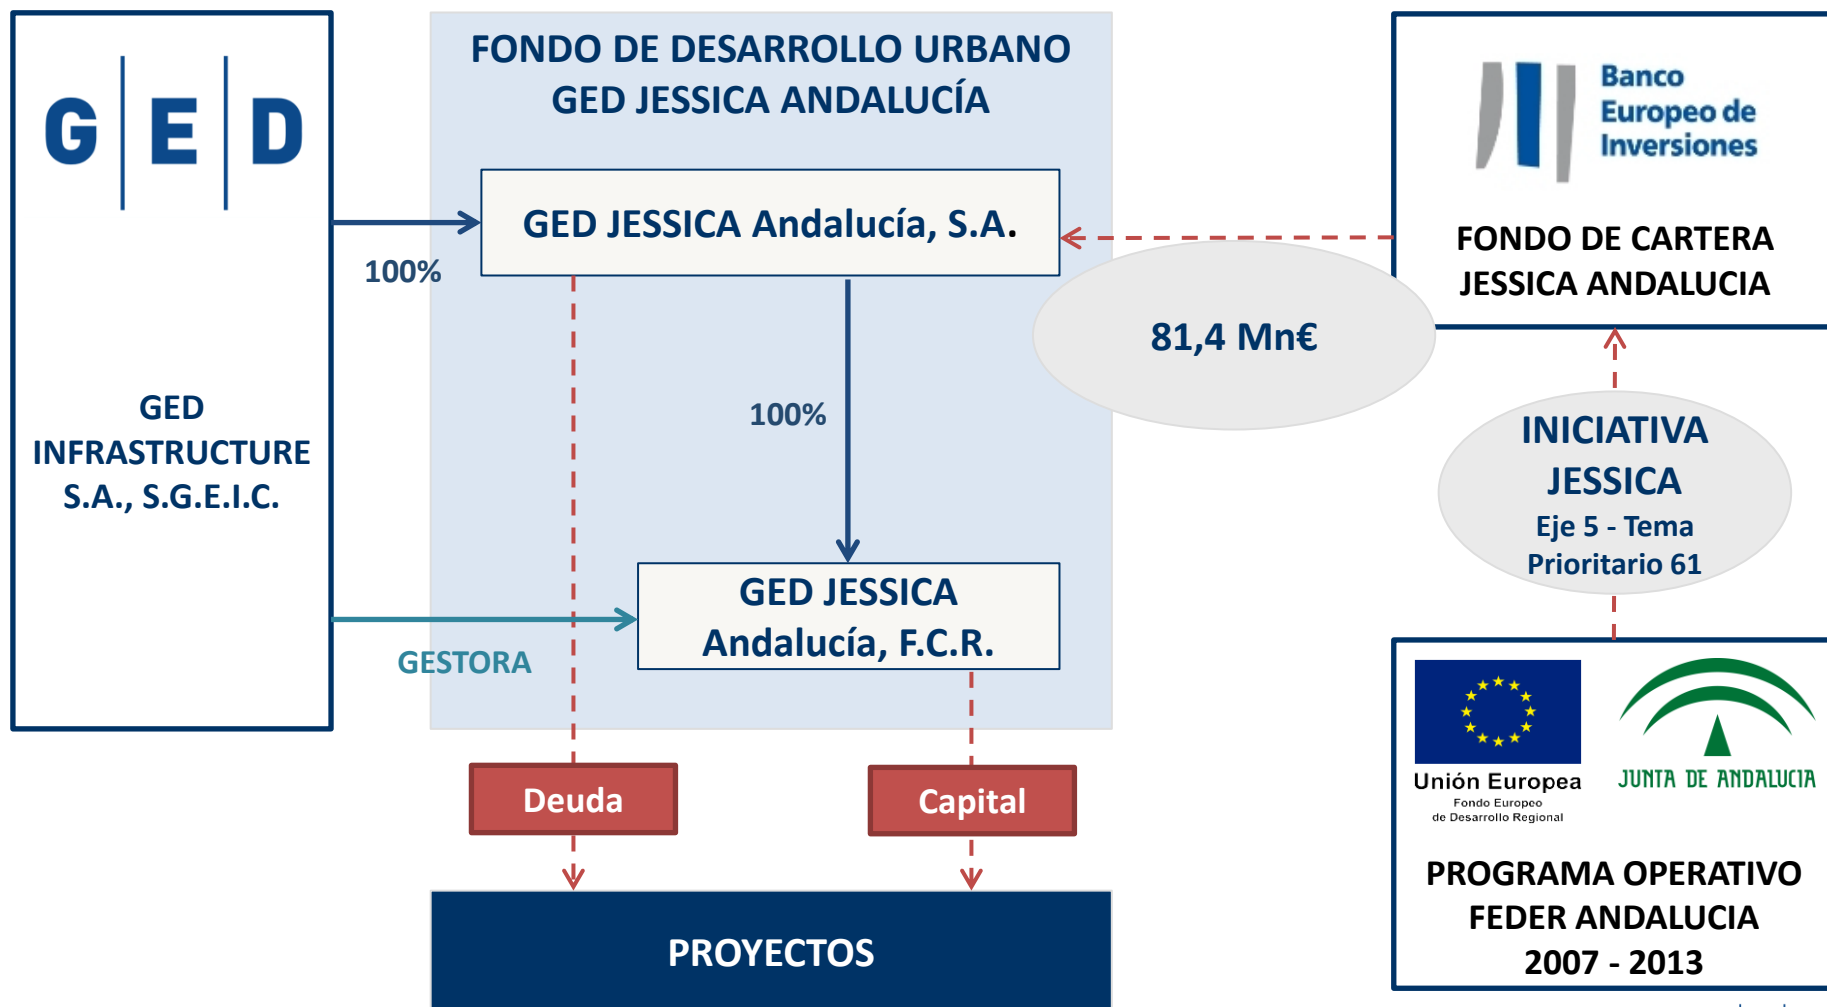 G|E|D
GED
INFRASTRUCTURE
S.A., S.G.E.I.C.
100%
GESTORA
FONDO DE DESARROLLO URBANO
GED JESSICA ANDALUCÍA
GED JESSICA Andalucía, S.A.
100%
GED JESSICA
Andalucía, F.C.R.
Deuda
Capital
PROYECTOS
81,4 Mn€
Banco
Europeo de
Inversiones
FONDO DE CARTERA
JESSICA ANDALUCIA
INICIATIVA
JESSICA
Eje 5 - Tema
Prioritario 61
Unión Europea
Fondo Europeo
de Desarrollo Regional
JUNTA DE ANDALUCIA
PROGRAMA OPERATIVO
FEDER ANDALUCIA
2007 - 2013